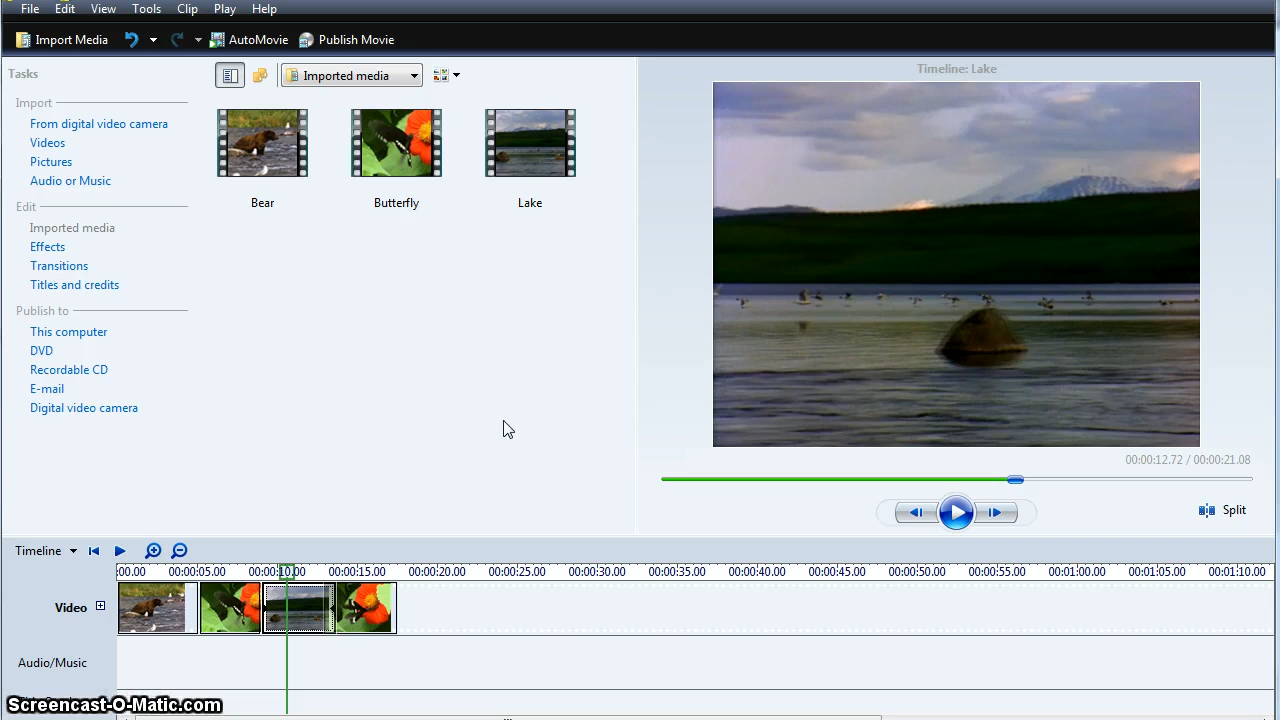 File Edit View Tools Clip Play Help
Import Media AutoMovie Publish Movie
Tasks
Import
From digital video camera
Videos
Pictures
Audio or Music
Edit
Imported media
Effects
Transitions
Titles and credits
Publish to
This computer
DVD
Recordable CD
E-mail
Digital video camera
Imported media
Bear Butterfly Lake
Timeline: Lake
00:00:12.72 / 00:00:21.08
Split
Timeline
:00.00 00:00:05.00 00:00:10.00 00:00:15.00 00:00:20.00 00:00:25.00 00:00:30.00 00:00:35.00 00:00:40.00 00:00:45.00 00:00:50.00 00:00:55.00 00:01:00.00 00:01:05.00 00:01:10.00
Video
Audio/Music
Screencast-O-Matic.com